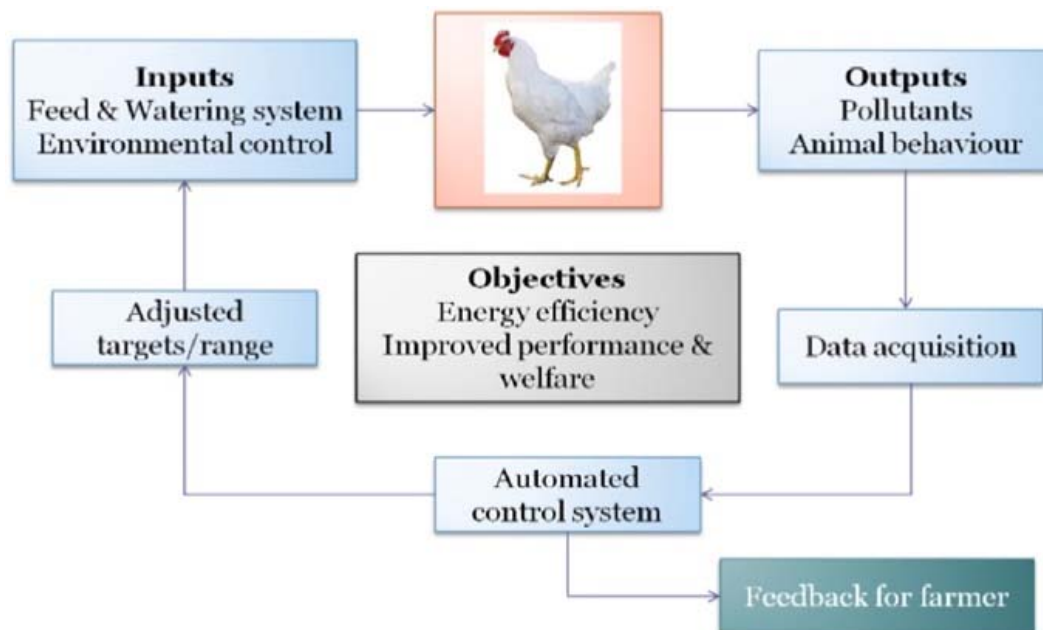 Inputs
Feed & Watering system
Environmental control
Outputs
Pollutants
Animal behaviour
Objectives
Energy efficiency
Improved performance &
welfare
Adjusted
targets/range
Data acquisition
Automated
control system
Feedback for farmer